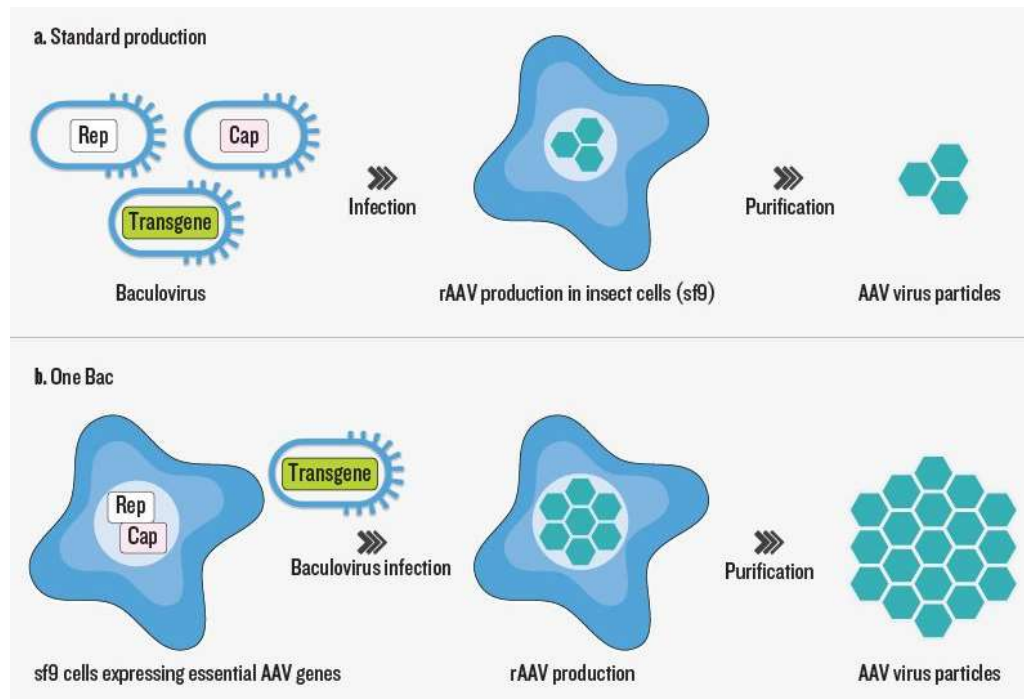 a. Standard production
Rep
Cap
Transgene
Infection
Purification
Baculovirus
rAAV production in insect cells (sf9)
AAV virus particles
b. One Bac
Transgene
Rep
Cap
Baculovirus infection
Purification
sf9 cells expressing essential AAV genes
rAAV production
AAV virus particles